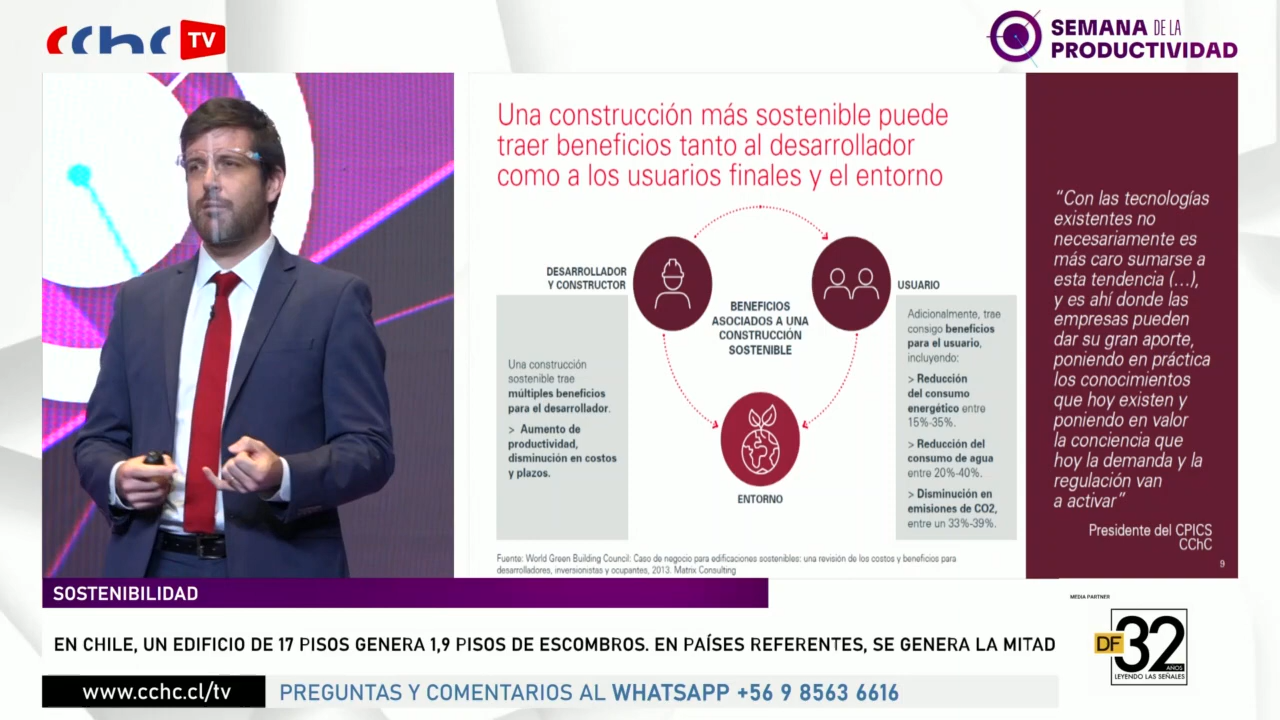 cchc TV
SEMANA DE LA
PRODUCTIVIDAD
Una construcción más sostenible puede
traer beneficios tanto al desarrollador
como a los usuarios finales y el entorno
DESARROLLADOR
Y CONSTRUCTOR
Una construcción
sostenible trae
múltiples beneficios
para el desarrollador.
> Aumento de
productividad,
disminución en costos
y plazos.
BENEFICIOS
ASOCIADOS A UNA
CONSTRUCCIÓN
SOSTENIBLE
USUARIO
Adicionalmente, trae
consigo beneficios
para el usuario,
incluyendo:
> Reducción
del consumo
energético entre
15%-35%.
> Reducción del
consumo de agua
entre 20%-40%.
> Disminución en
emisiones de CO2,
entre un 33%-39%.
ENTORNO
Fuente: World Green Building Council: Caso de negocio para edificaciones sostenibles: una revisión de los costos y beneficios para
desarrolladores, inversionistas y ocupantes, 2013. Matrix Consulting
“Con las tecnologías
existentes no
necesariamente es
más caro sumarse a
esta tendencia (...),
y es ahí donde las
empresas pueden
dar su gran aporte,
poniendo en práctica
los conocimientos
que hoy existen y
poniendo en valor
la conciencia que
hoy la demanda y la
regulación van
a activar”
Presidente del CPICS
CChC
9
SOSTENIBILIDAD
EN CHILE, UN EDIFICIO DE 17 PISOS GENERA 1,9 PISOS DE ESCOMBROS. EN PAÍSES REFERENTES, SE GENERA LA MITAD
www.cchc.cl/tv
PREGUNTAS Y COMENTARIOS AL WHATSAPP +56 9 8563 6616
MEDIA PARTNER
DF 32
AÑOS
LEYENDO LAS SEÑALES